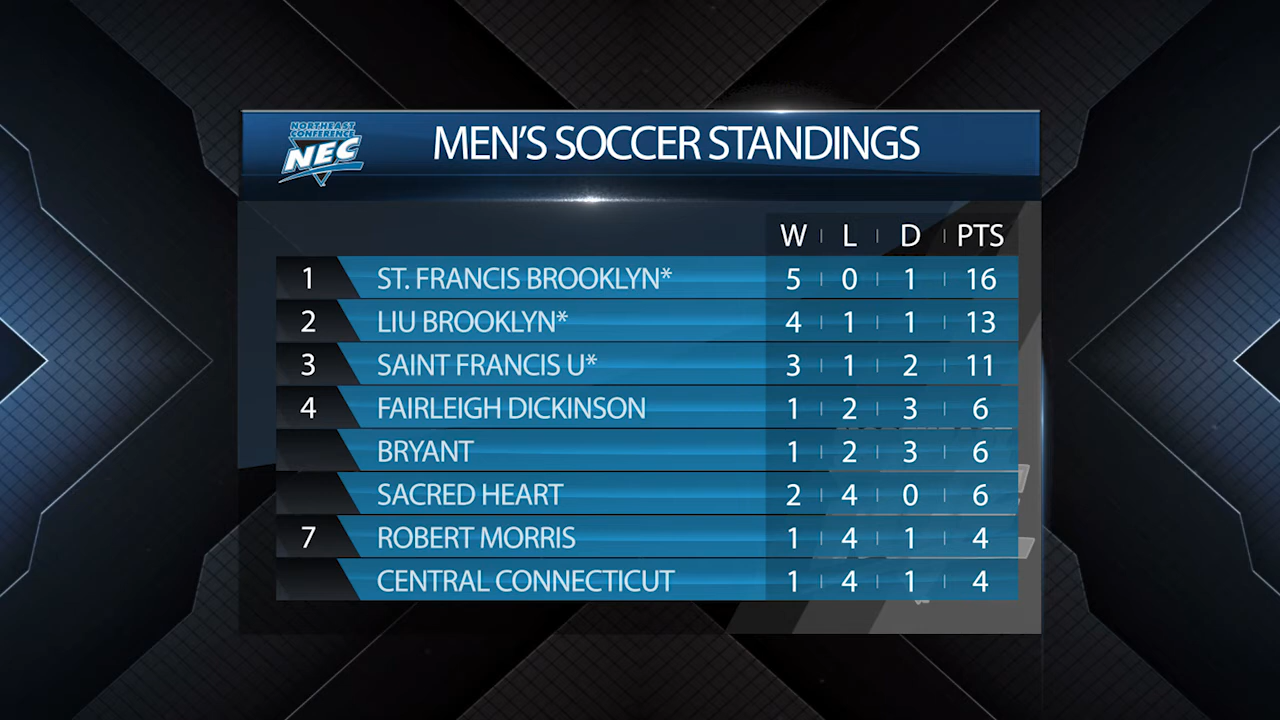 NORTHEAST
CONFERENCE
NEC
MEN'S SOCCER STANDINGS
W L D PTS
1 ST. FRANCIS BROOKLYN* 5 0 1 16
2 LIU BROOKLYN* 4 1 1 13
3 SAINT FRANCIS U* 3 1 2 11
4 FAIRLEIGH DICKINSON 1 2 3 6
BRYANT 1 2 3 6
SACRED HEART 2 4 0 6
7 ROBERT MORRIS 1 4 1 4
CENTRAL CONNECTICUT 1 4 1 4